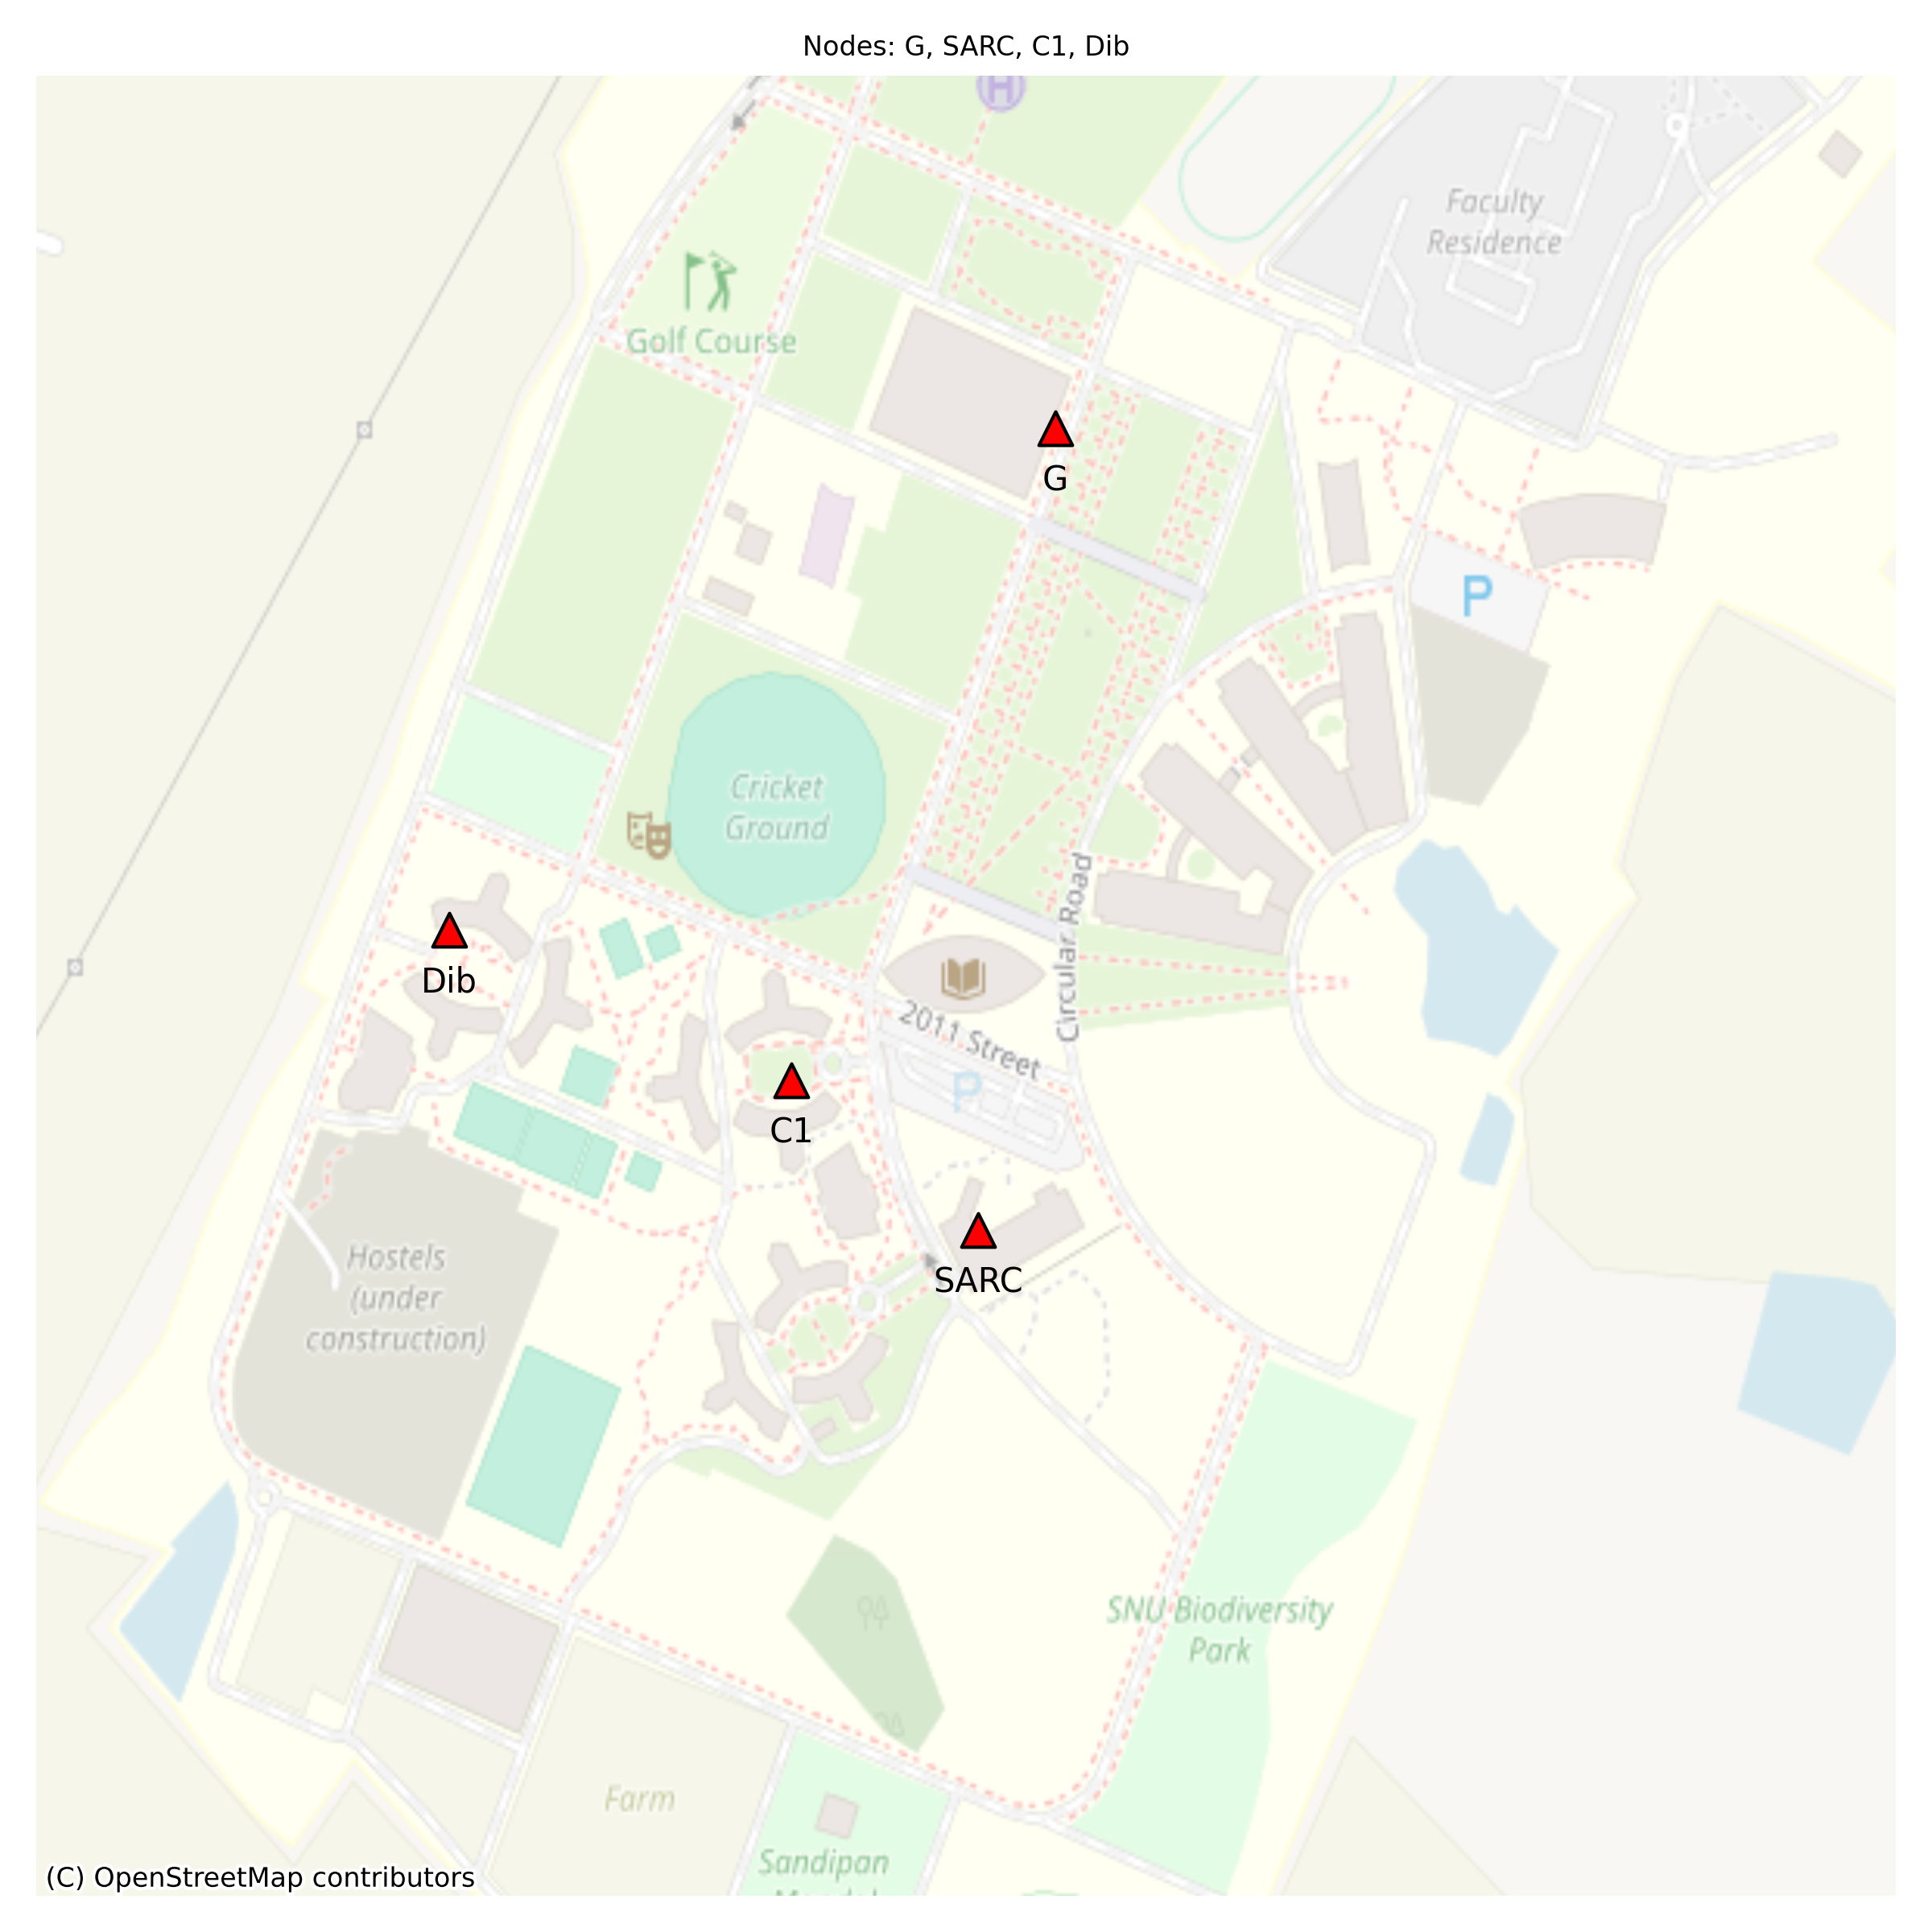 Nodes: G, SARC, C1, Dib
H
Faculty
Residence
Golf Course
G
P
Cricket
Ground
Circular Road
Dib
2011 Street
P
C1
SARC
Hostels
(under
construction)
SNU Biodiversity
Park
Farm
Sandipan
(C) OpenStreetMap contributors